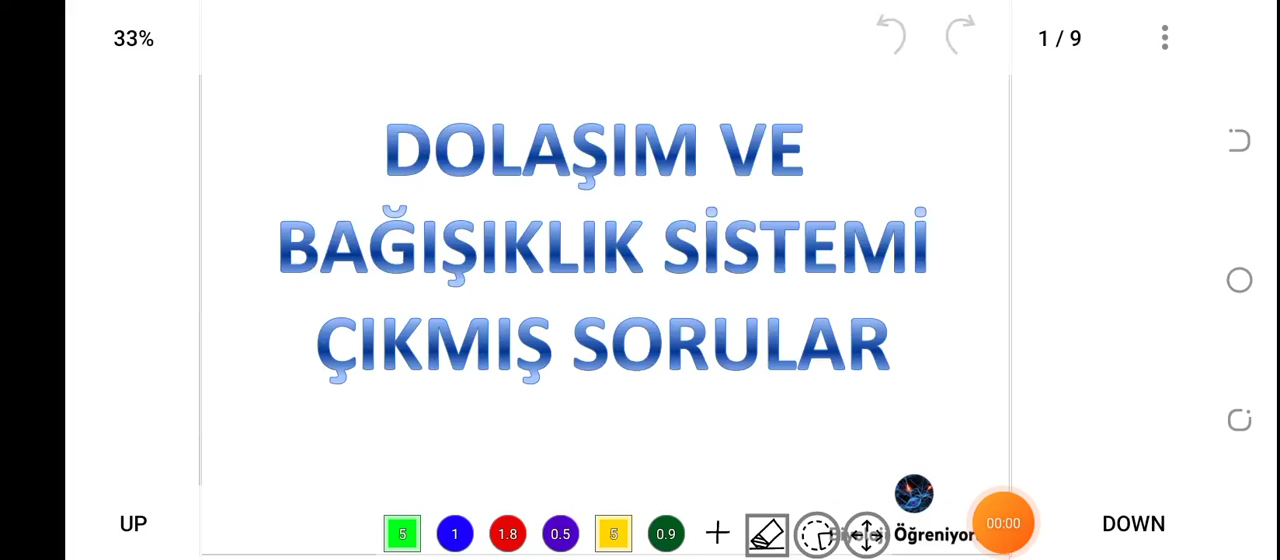 33%
1 / 9
DOLAŞIM VE
BAĞIŞIKLIK SİSTEMİ
ÇIKMIŞ SORULAR
UP
5
1
1.8
0.5
5
0.9
Öğreniyor
00:00
DOWN